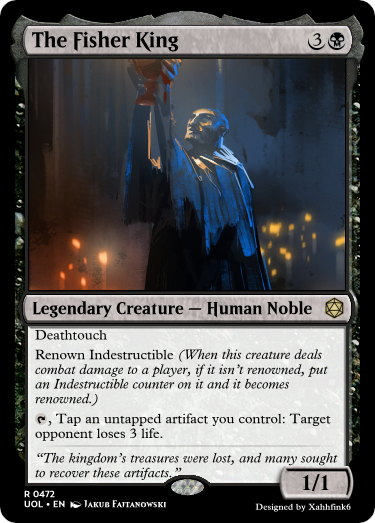 The Fisher King 3
Legendary Creature — Human Noble
Deathtouch
Renown Indestructible (When this creature deals
combat damage to a player, if it isn't renowned, put
an Indestructible counter on it and it becomes
renowned.)
, Tap an untapped artifact you control: Target
opponent loses 3 life.
"The kingdom's treasures were lost, and many sought
to recover these artifacts."
1/1
R 0472
UOL • EN Jakub Fajtanowski
Designed by Xahhfink6